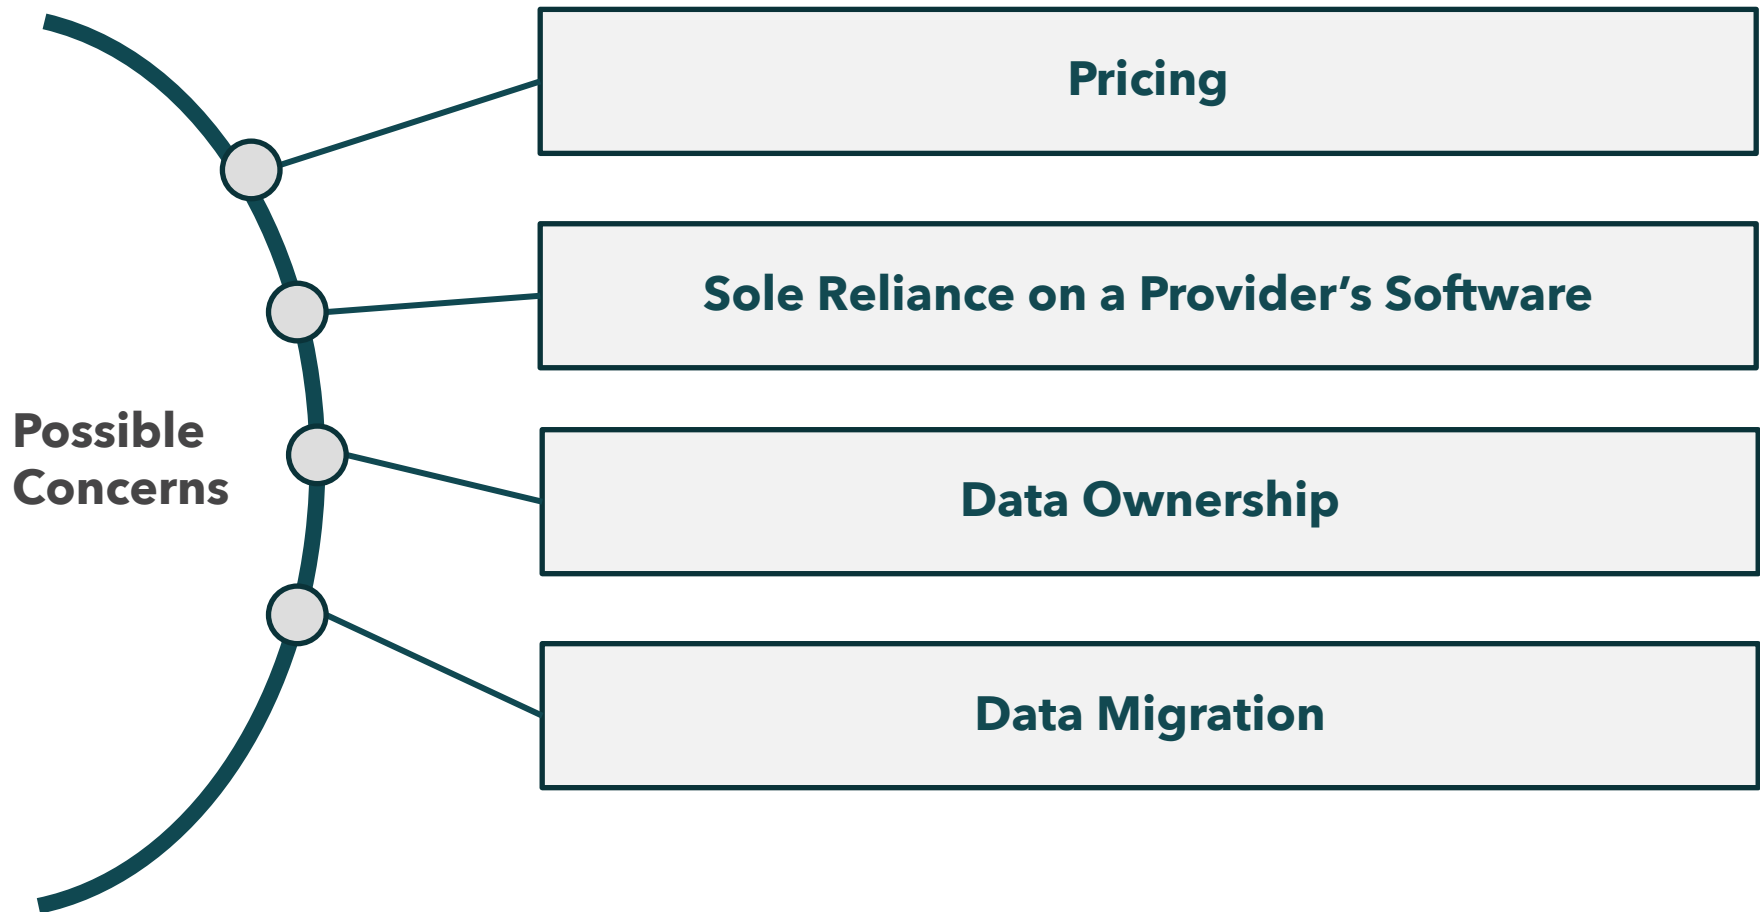 Pricing
Sole Reliance on a Provider’s Software
Possible
Concerns
Data Ownership
Data Migration